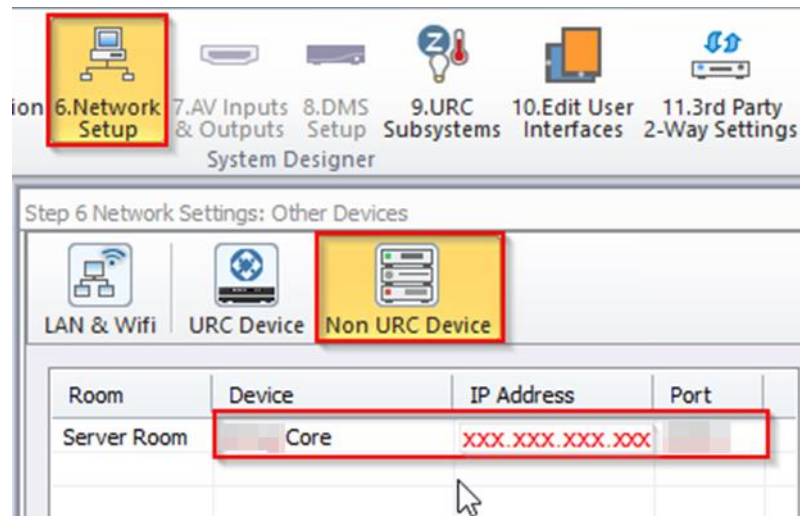 ion 6.Network 7.AV Inputs 8.DMS 9.URC 10.Edit User 11.3rd Party
Setup & Outputs Setup Subsystems Interfaces 2-Way Settings
System Designer
Step 6 Network Settings: Other Devices
LAN & Wifi URC Device Non URC Device
Room Device IP Address Port
Server Room Core xxx.xxx.xxx.xxx